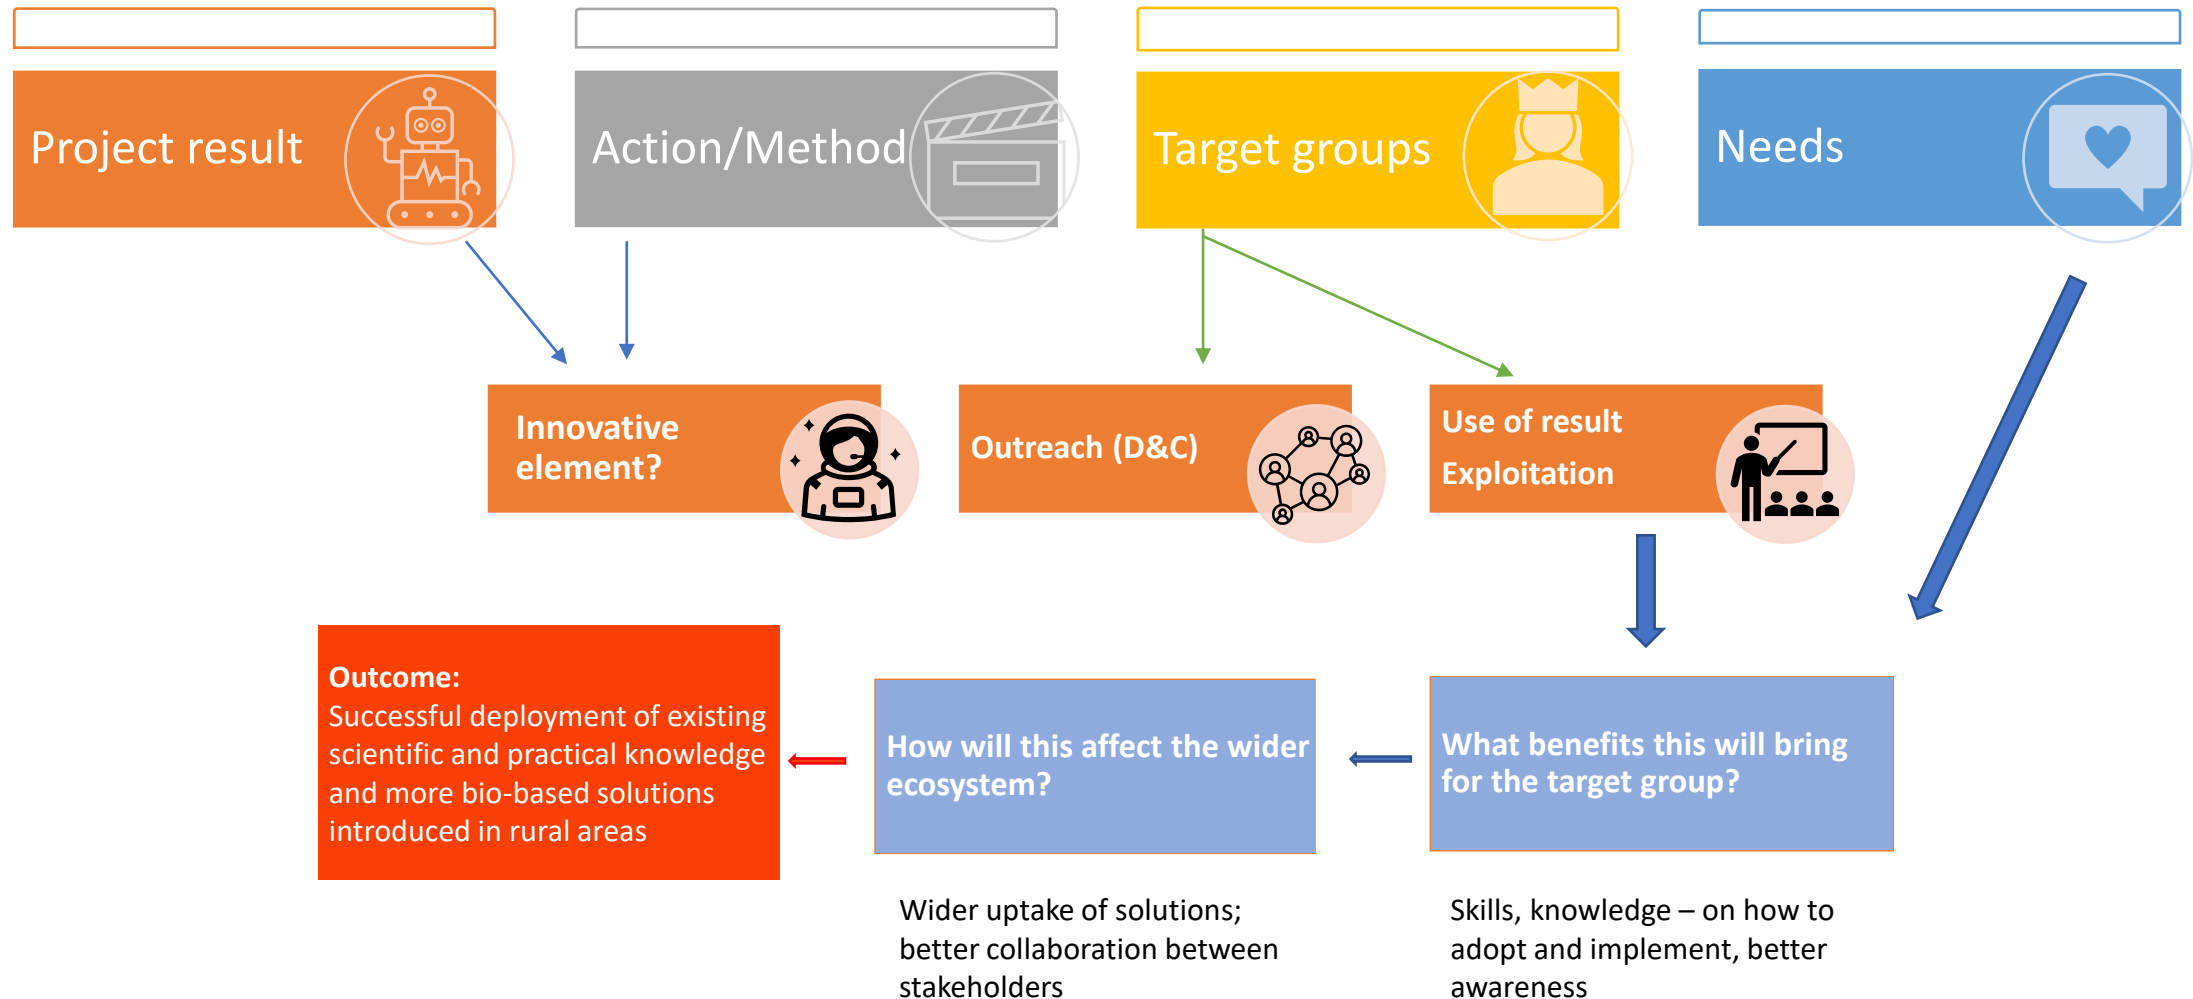 Project result
Action/Method
Target groups
Needs
Innovative
element?
Outreach (D&C)
Use of result
Exploitation
Outcome:
Successful deployment of existing
scientific and practical knowledge
and more bio-based solutions
introduced in rural areas
How will this affect the wider
ecosystem?
What benefits this will bring
for the target group?
Wider uptake of solutions;
better collaboration between
stakeholders
Skills, knowledge – on how to
adopt and implement, better
awareness